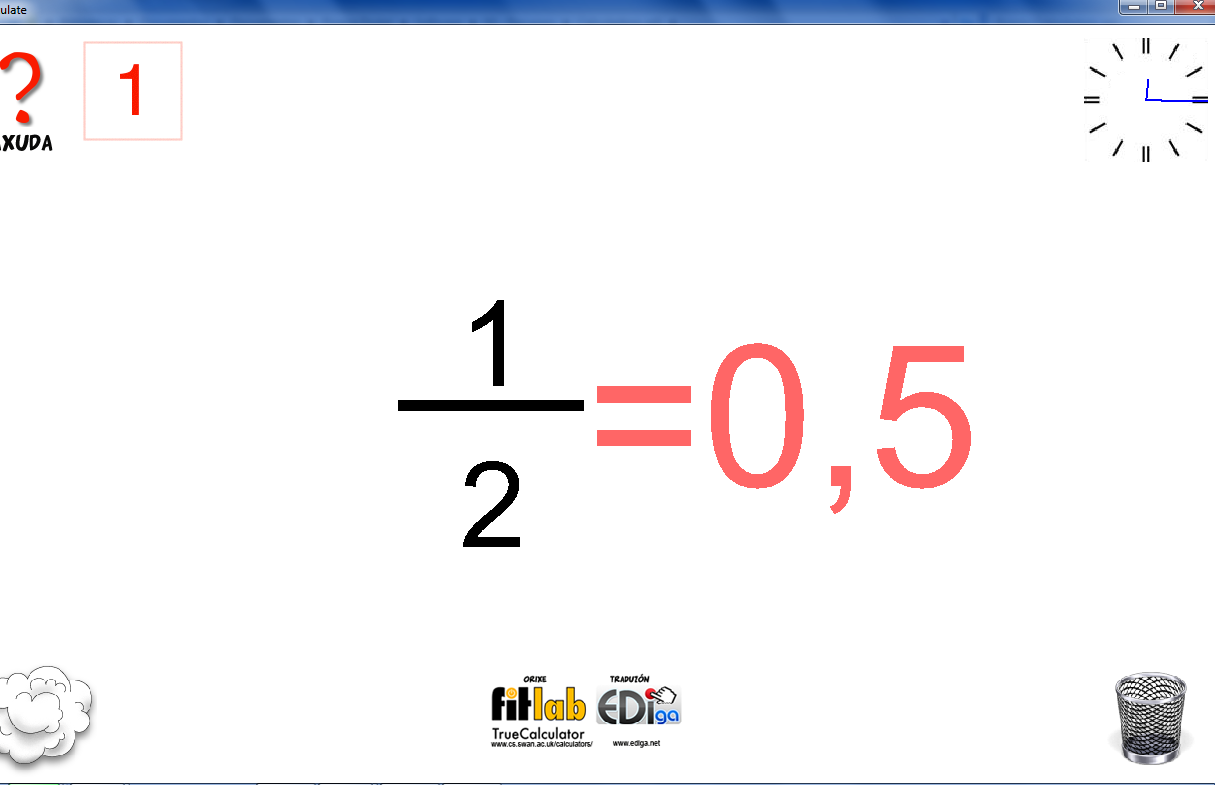 ulate
?
1
AXUDA
1
2
=0,5
ORIXE
fitlab
TrueCalculator
www.cs.swan.ac.uk/calculators/
TRADUIÓN
EDiga
www.ediga.net